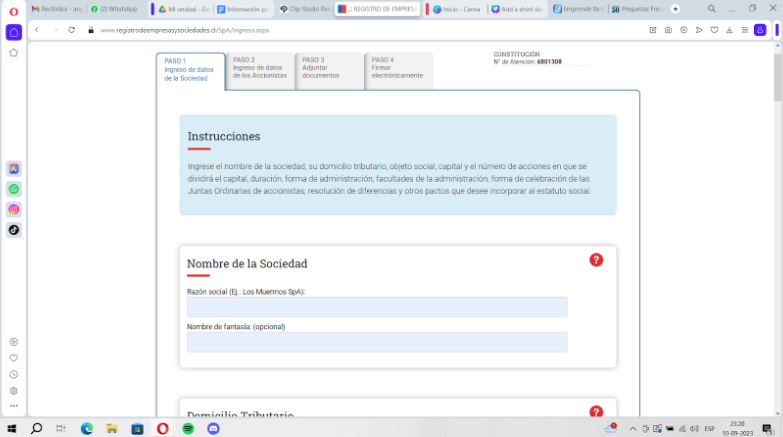 Recibidos - ang
(2) WhatsApp
Mi unidad - Go
Información per
Clip Studio Pai
:: REGISTRO DE EMPRESA
Inicio - Canva
Add a short de
Emprende fácil
Preguntas Frec
www.registrodeempresasysociedades.cl/SpA/Ingreso.aspx
PASO 1
Ingreso de datos
de la Sociedad
PASO 2
Ingreso de datos
de los Accionistas
PASO 3
Adjuntar
documentos
PASO 4
Firmar
electrónicamente
CONSTITUCIÓN
N° de Atención: 6801308
Instrucciones
Ingrese el nombre de la sociedad, su domicilio tributario, objeto social, capital y el número de acciones en que se
dividirá el capital, duración, forma de administración, facultades de la administración, forma de celebración de las
Juntas Ordinarias de accionistas, resolución de diferencias y otros pactos que desee incorporar al estatuto social.
Nombre de la Sociedad
?
Razón social (Ej.: Los Muermos SpA):
Nombre de fantasía: (opcional)
Domicilio Tributario
?
ESP
23:20
10-09-2023